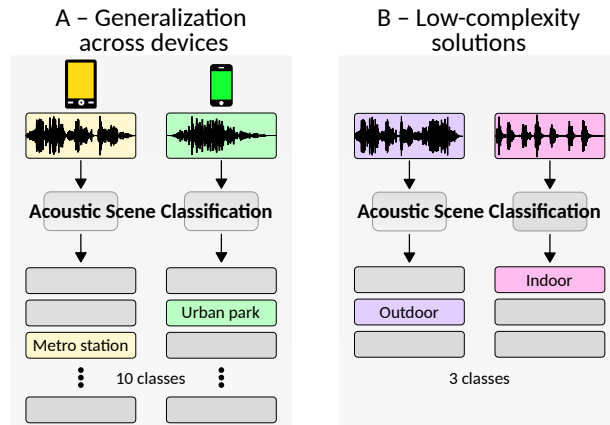 A – Generalization
across devices
Acoustic Scene Classification
Urban park
Metro station
10 classes
B – Low-complexity
solutions
Acoustic Scene Classification
Indoor
Outdoor
3 classes